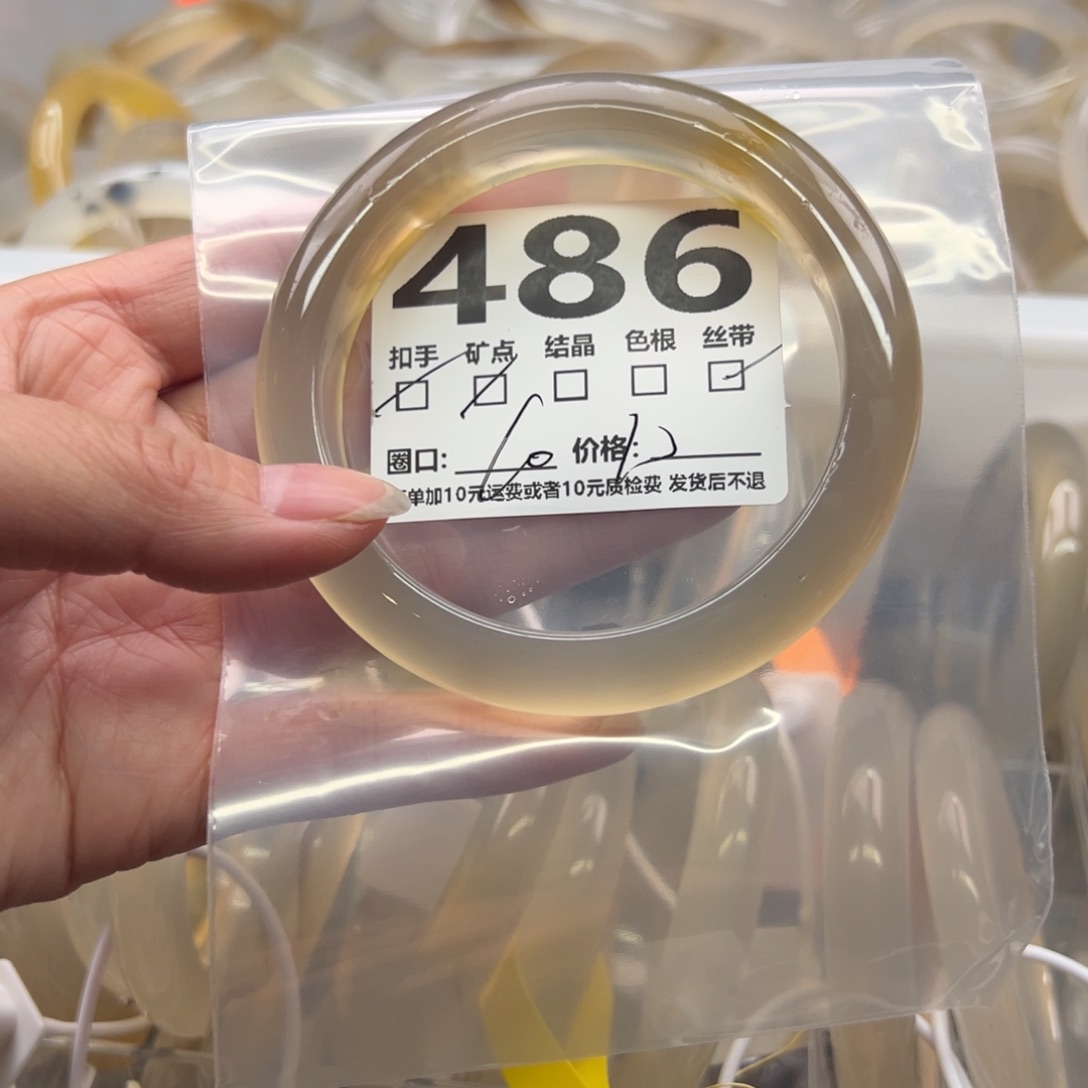 486
扣手 矿点 结晶 色根 丝带
圈口: 60 价格:
单加10元运费或者10元质检费 发货后不退